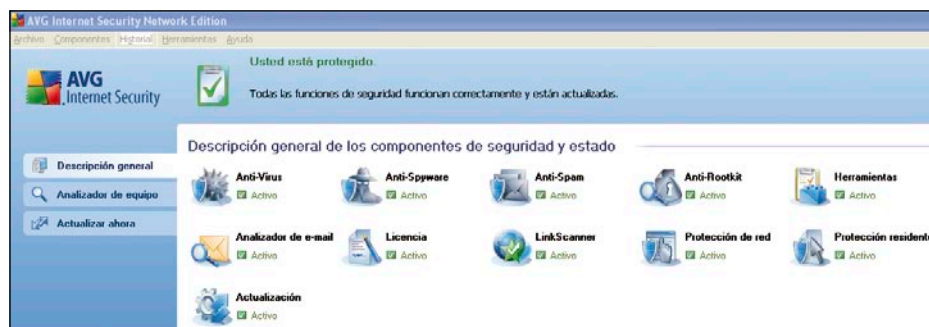 AVG Internet Security Network Edition
Archivo Componentes Historial Herramientas Ayuda
AVG
Internet Security
Usted está protegido.
Todas las funciones de seguridad funcionan correctamente y están actualizadas.
Descripción general
Analizador de equipo
Actualizar ahora
Descripción general de los componentes de seguridad y estado
Anti-Virus
Activo
Anti-Spyware
Activo
Anti-Spam
Activo
Anti-Rootkit
Activo
Herramientas
Activo
Analizador de e-mail
Activo
Licencia
Activo
LinkScanner
Activo
Protección de red
Activo
Protección residente
Activo
Actualización
Activo